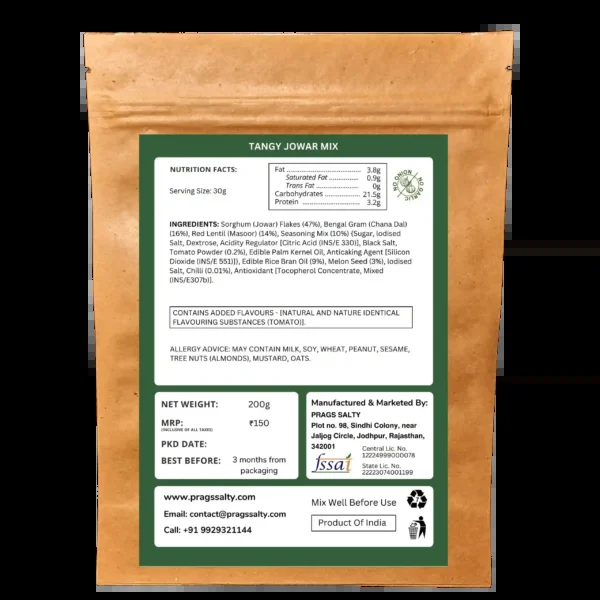 TANGY JOWAR MIX
NUTRITION FACTS:
Serving Size: 30g
Fat ........ 3.8g
Saturated Fat ........ 0.9g
Trans Fat ........ 0g
Carbohydrates ........ 21.5g
Protein ........ 3.2g
NO ONION
NO GARLIC
INGREDIENTS: Sorghum (Jowar) Flakes (47%), Bengal Gram (Chana Dal)
(16%), Red Lentil (Masoor) (14%), Seasoning Mix (10%) {Sugar, Iodised
Salt, Dextrose, Acidity Regulator [Citric Acid (INS/E 330)], Black Salt,
Tomato Powder (0.2%), Edible Palm Kernel Oil, Anticaking Agent [Silicon
Dioxide (INS/E 551)]}, Edible Rice Bran Oil (9%), Melon Seed (3%), Iodised
Salt, Chilli (0.01%), Antioxidant [Tocopherol Concentrate, Mixed
(INS/E307b)].
CONTAINS ADDED FLAVOURS - [NATURAL AND NATURE IDENTICAL
FLAVOURING SUBSTANCES (TOMATO)].
ALLERGY ADVICE: MAY CONTAIN MILK, SOY, WHEAT, PEANUT, SESAME,
TREE NUTS (ALMONDS), MUSTARD, OATS.
NET WEIGHT: 200g
MRP: ₹150
(INCLUSIVE OF ALL TAXES)
PKD DATE:
BEST BEFORE: 3 months from
packaging
Manufactured & Marketed By:
PRAGS SALTY
Plot no. 98, Sindhi Colony, near
Jaljog Circle, Jodhpur, Rajasthan,
342001
fssai
Central Lic. No.
12224999000078
State Lic. No.
22223074001199
www.pragssalty.com
Email: contact@pragssalty.com
Call: +91 9929321144
Mix Well Before Use
Product Of India